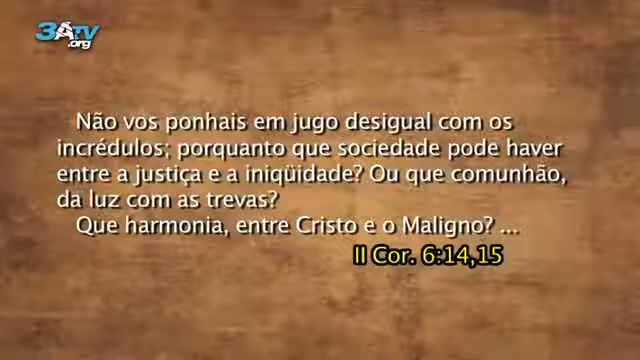 3ATV
.org
Não vos ponhais em jugo desigual com os
incrédulos; porquanto que sociedade pode haver
entre a justiça e a iniqüidade? Ou que comunhão,
da luz com as trevas?
Que harmonia, entre Cristo e o Maligno? ...
II Cor. 6:14,15